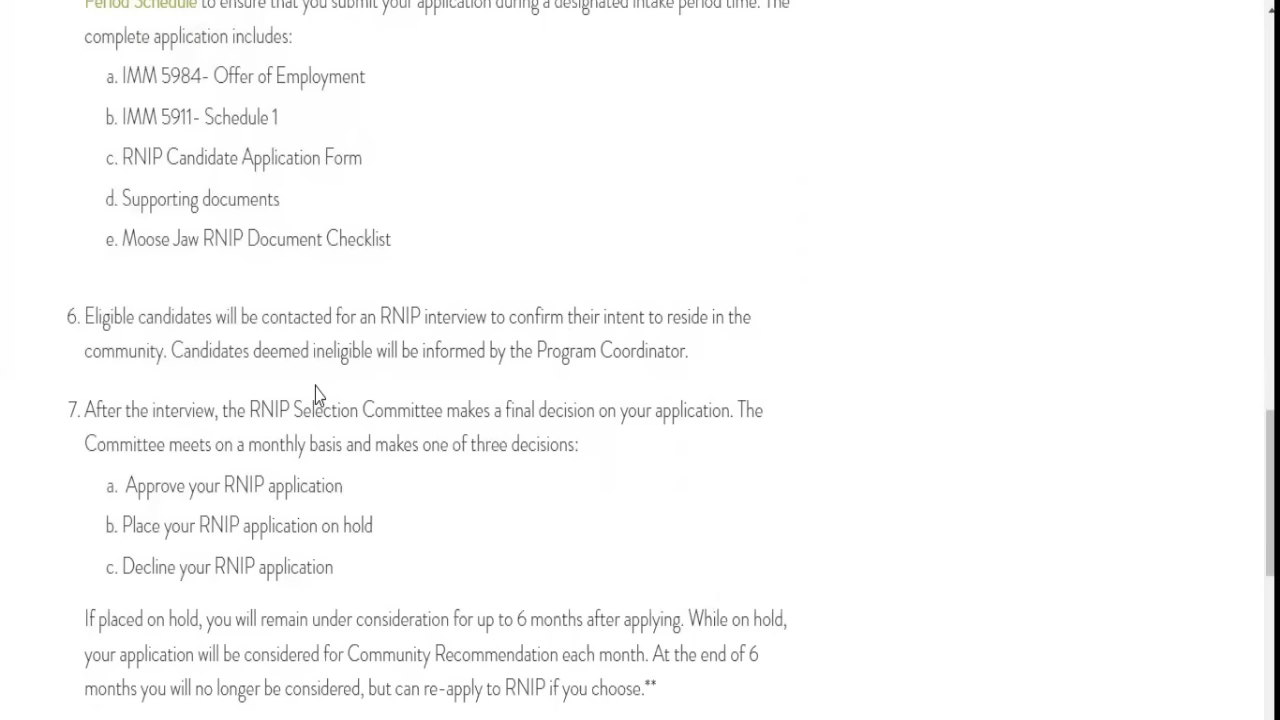 Period Schedule to ensure that you submit your application during a designated intake period time. The
complete application includes:
a. IMM 5984- Offer of Employment
b. IMM 5911- Schedule 1
c. RNIP Candidate Application Form
d. Supporting documents
e. Moose Jaw RNIP Document Checklist
6. Eligible candidates will be contacted for an RNIP interview to confirm their intent to reside in the
community. Candidates deemed ineligible will be informed by the Program Coordinator.
7. After the interview, the RNIP Selection Committee makes a final decision on your application. The
Committee meets on a monthly basis and makes one of three decisions:
a. Approve your RNIP application
b. Place your RNIP application on hold
c. Decline your RNIP application
If placed on hold, you will remain under consideration for up to 6 months after applying. While on hold,
your application will be considered for Community Recommendation each month. At the end of 6
months you will no longer be considered, but can re-apply to RNIP if you choose.**